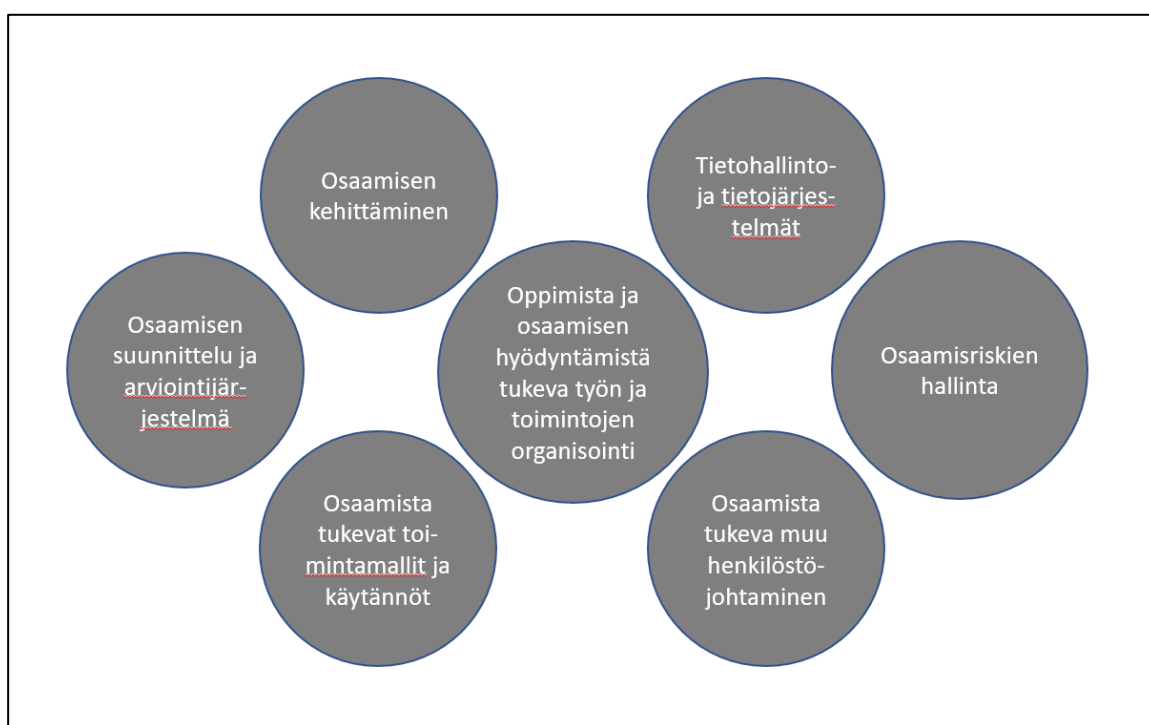 Osaamisen
kehittäminen
Tietohallinto-
ja tietojärjes-
telmät
Osaamisen
suunnittelu ja
arviointijär-
jestelmä
Oppimista ja
osaamisen
hyödyntämistä
tukeva työn ja
toimintojen
organisointi
Osaamisriskien
hallinta
Osaamista
tukevat toi-
mintamallit ja
käytännöt
Osaamista
tukeva muu
henkilöstö-
johtaminen